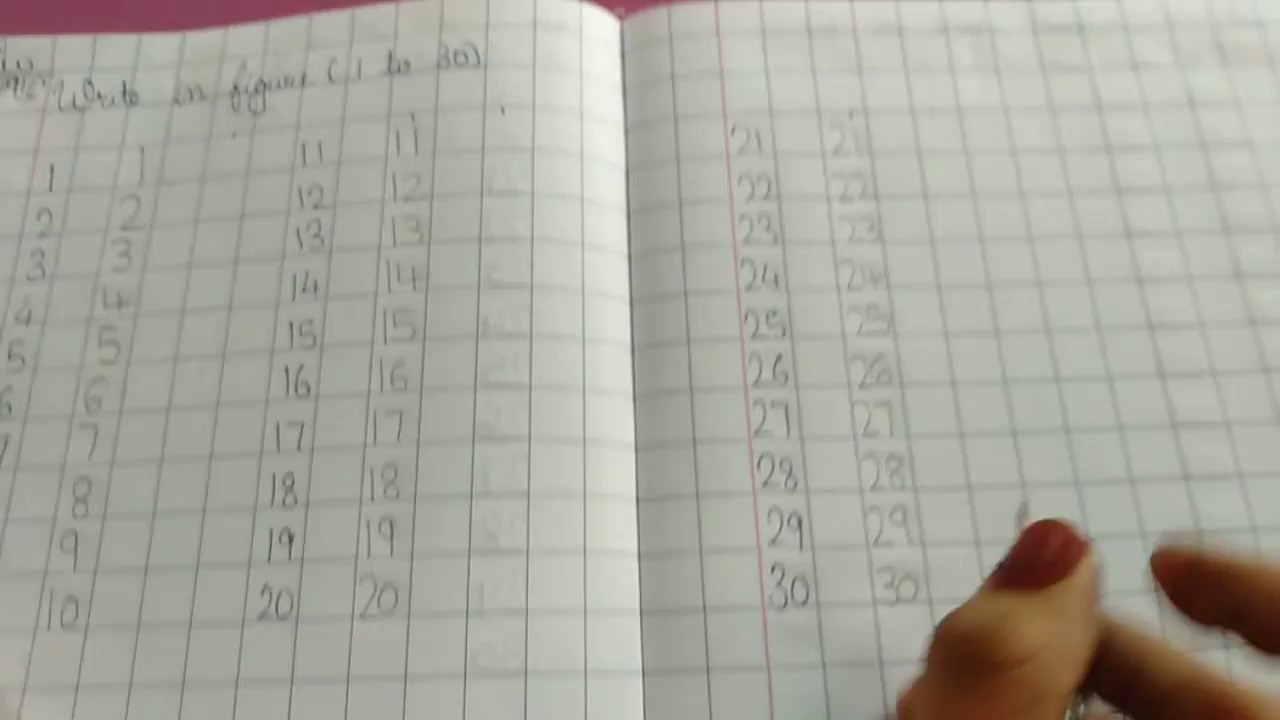 Write in figure (1 to 30)
1 1 11 11 21 21
2 2 12 12 22 22
3 3 13 13 23 23
4 4 14 14 24 24
5 5 15 15 25 25
6 6 16 16 26 26
7 7 17 17 27 27
8 18 18 28 28
9 19 19 29 29
10 20 20 30 30